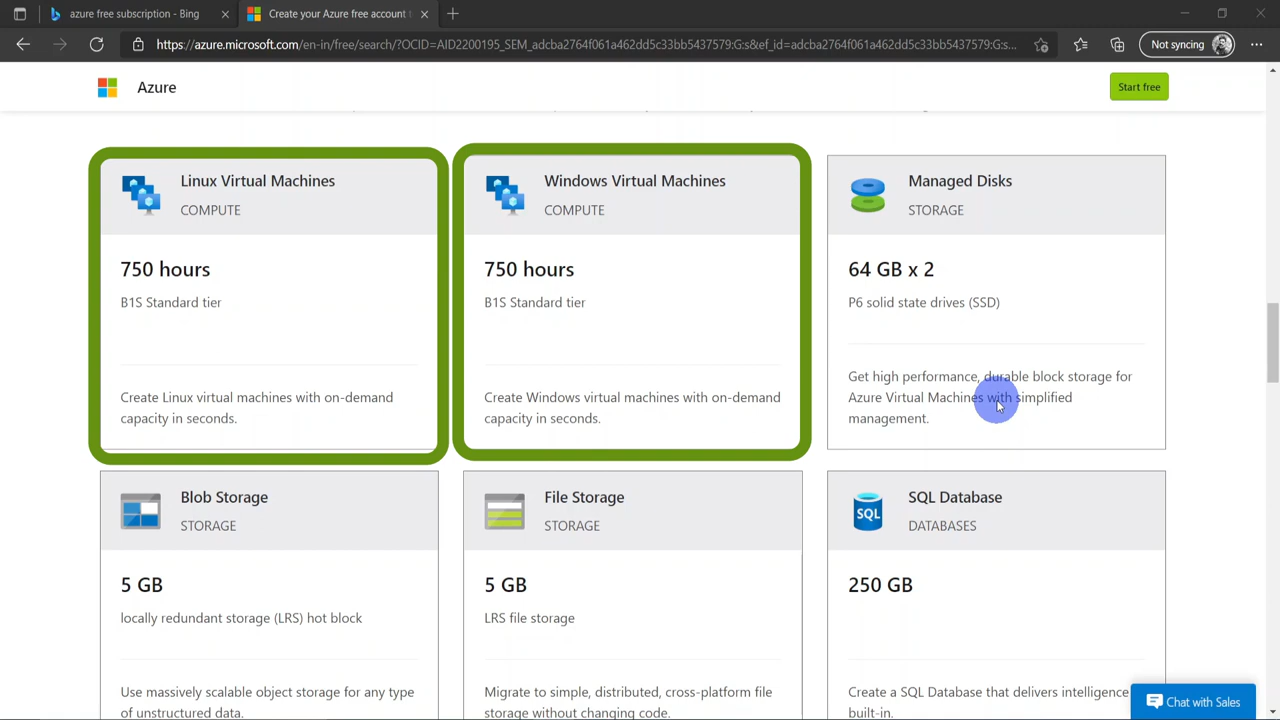 azure free subscription - Bing
Create your Azure free account t
https://azure.microsoft.com/en-in/free/search/?OCID=AID2200195_SEM_adcba2764f061a462dd5c33bb5437579:G:s&ef_id=adcba2764f061a462dd5c33bb5437579:G:s...
Not syncing
Azure
Start free
Linux Virtual Machines
COMPUTE
750 hours
B1S Standard tier
Create Linux virtual machines with on-demand
capacity in seconds.
Windows Virtual Machines
COMPUTE
750 hours
B1S Standard tier
Create Windows virtual machines with on-demand
capacity in seconds.
Managed Disks
STORAGE
64 GB x 2
P6 solid state drives (SSD)
Get high performance, durable block storage for
Azure Virtual Machines with simplified
management.
Blob Storage
STORAGE
5 GB
locally redundant storage (LRS) hot block
Use massively scalable object storage for any type
of unstructured data.
File Storage
STORAGE
5 GB
LRS file storage
Migrate to simple, distributed, cross-platform file
storage without changing code.
SQL
SQL Database
DATABASES
250 GB
Create a SQL Database that delivers intelligence
built-in.
Chat with Sales